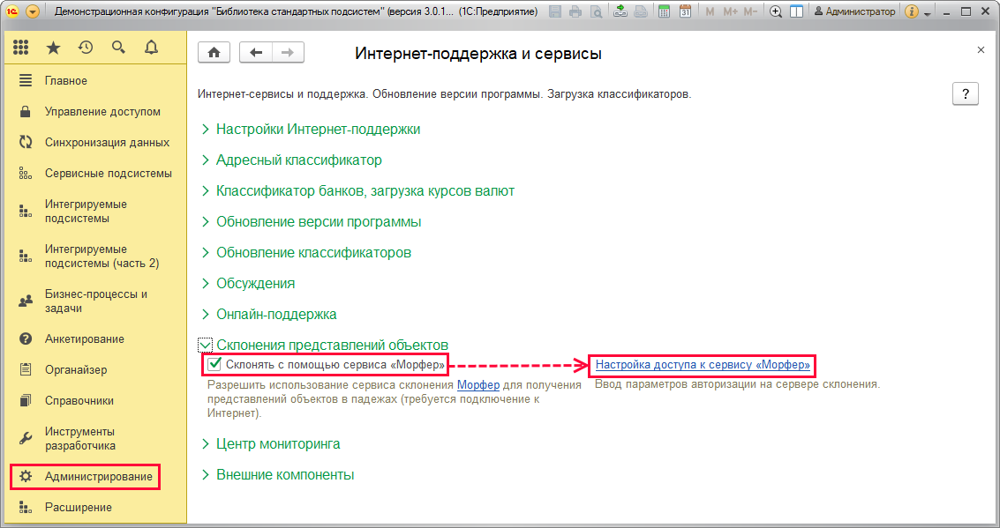 Демонстрационная конфигурация "Библиотека стандартных подсистем" (версия 3.0.1... (1С:Предприятие)
M M+ M-
31
Администратор
Интернет-поддержка и сервисы
Интернет-сервисы и поддержка. Обновление версии программы. Загрузка классификаторов.
?
Главное
Управление доступом
Синхронизация данных
Сервисные подсистемы
Интегрируемые
подсистемы
Интегрируемые
подсистемы (часть 2)
Бизнес-процессы и
задачи
Анкетирование
Органайзер
Справочники
Инструменты
разработчика
Администрирование
Расширение
Настройки Интернет-поддержки
Адресный классификатор
Классификатор банков, загрузка курсов валют
Обновление версии программы
Обновление классификаторов
Обсуждения
Онлайн-поддержка
Склонения представлений объектов
Склонять с помощью сервиса «Морфер»
Настройка доступа к сервису «Морфер»
Разрешить использование сервиса склонения Морфер для получения
представлений объектов в падежах (требуется подключение к
Интернет).
Ввод параметров авторизации на сервере склонения.
Центр мониторинга
Внешние компоненты